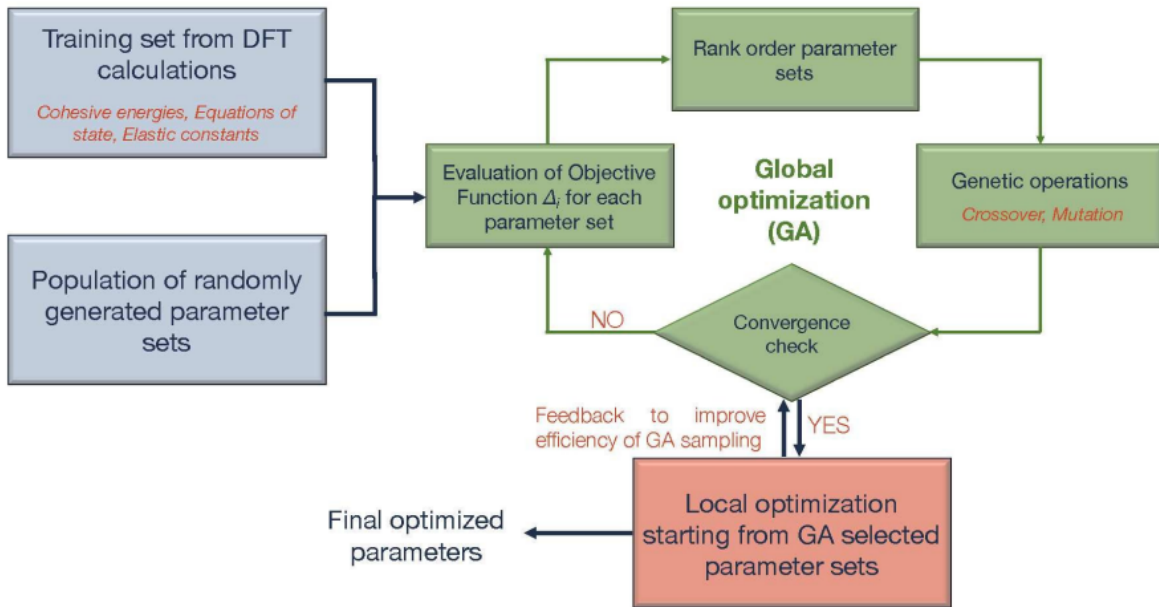 Training set from DFT
calculations
Cohesive energies, Equations of
state, Elastic constants
Population of randomly
generated parameter
sets
Evaluation of Objective
Function Δi for each
parameter set
Rank order parameter
sets
Global
optimization
(GA)
Genetic operations
Crossover, Mutation
Convergence
check
NO
YES
Feedback to improve
efficiency of GA sampling
Local optimization
starting from GA selected
parameter sets
Final optimized
parameters